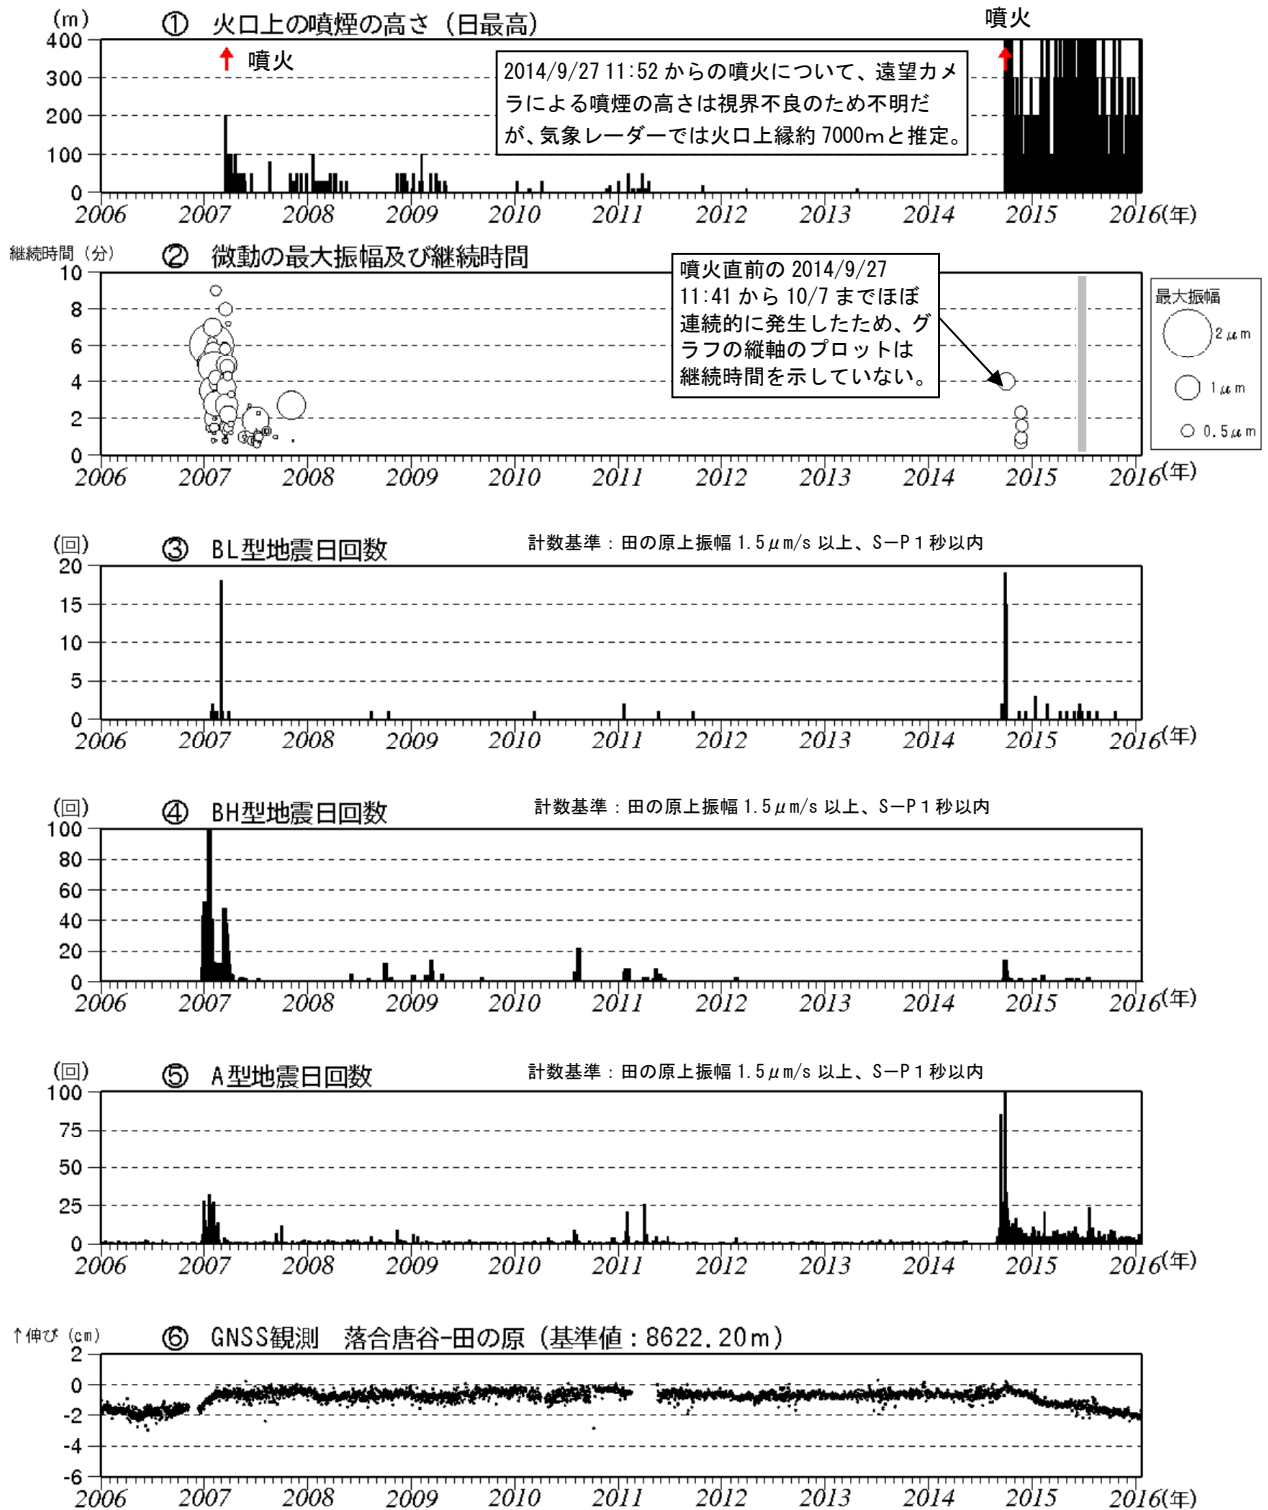 (m)
① 火口上の噴煙の高さ (日最高)
噴火
400
300
200
100
0
噴火
2014/9/27 11:52 からの噴火について、遠望カメ
ラによる噴煙の高さは視界不良のため不明だ
が、気象レーダーでは火口上縁約 7000mと推定。
2006 2007 2008 2009 2010 2011 2012 2013 2014 2015 2016(年)
継続時間 (分)
② 微動の最大振幅及び継続時間
10
8
6
4
2
0
噴火直前の 2014/9/27
11:41 から 10/7 までほぼ
連続的に発生したため、グ
ラフの縦軸のプロットは
継続時間を示していない。
最大振幅
2μm
1μm
0.5μm
2006 2007 2008 2009 2010 2011 2012 2013 2014 2015 2016(年)
(回)
③ BL型地震日回数
計数基準：田の原上振幅 1.5μm/s 以上、S－P 1 秒以内
20
15
10
5
0
2006 2007 2008 2009 2010 2011 2012 2013 2014 2015 2016(年)
(回)
④ BH型地震日回数
計数基準：田の原上振幅 1.5μm/s 以上、S－P 1 秒以内
100
80
60
40
20
0
2006 2007 2008 2009 2010 2011 2012 2013 2014 2015 2016(年)
(回)
⑤ A型地震日回数
計数基準：田の原上振幅 1.5μm/s 以上、S－P 1 秒以内
100
75
50
25
0
2006 2007 2008 2009 2010 2011 2012 2013 2014 2015 2016(年)
↑伸び (cm)
⑥ GNSS観測 落合唐谷-田の原 (基準値：8622.20m)
2
0
-2
-4
-6
2006 2007 2008 2009 2010 2011 2012 2013 2014 2015 2016(年)